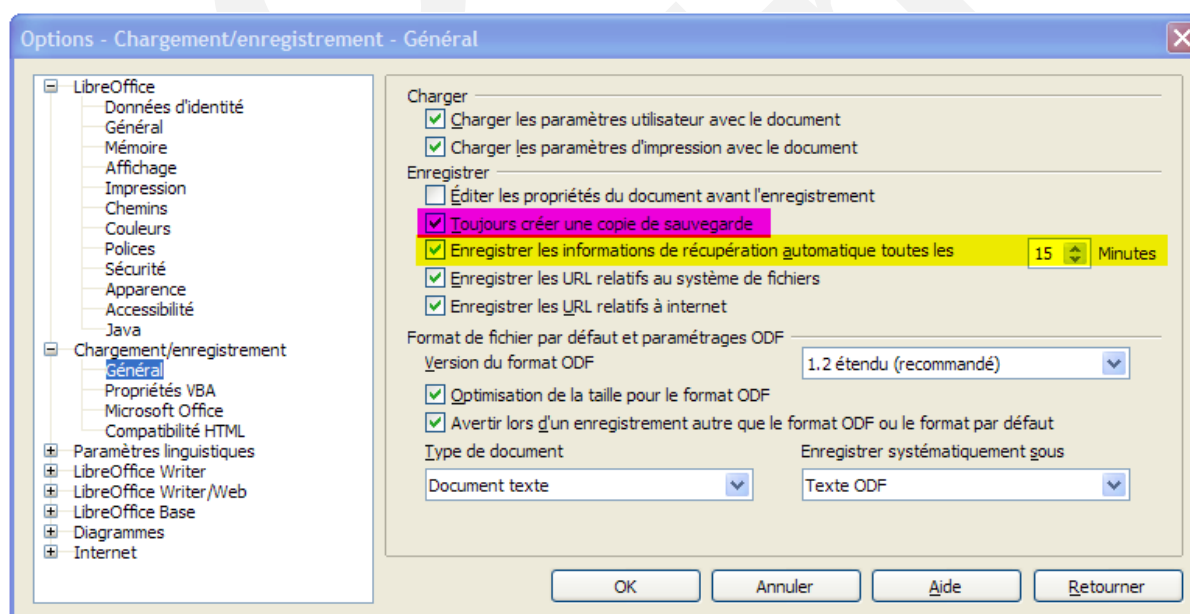 Options - Chargement/enregistrement - Général
LibreOffice
Données d'identité
Général
Mémoire
Affichage
Impression
Chemins
Couleurs
Polices
Sécurité
Apparence
Accessibilité
Java
Chargement/enregistrement
Général
Propriétés VBA
Microsoft Office
Compatibilité HTML
Paramètres linguistiques
LibreOffice Writer
LibreOffice Writer/Web
LibreOffice Base
Diagrammes
Internet
Charger
Charger les paramètres utilisateur avec le document
Charger les paramètres d'impression avec le document
Enregistrer
Éditer les propriétés du document avant l'enregistrement
Toujours créer une copie de sauvegarde
Enregistrer les informations de récupération automatique toutes les 15 Minutes
Enregistrer les URL relatifs au système de fichiers
Enregistrer les URL relatifs à internet
Format de fichier par défaut et paramétrages ODF
Version du format ODF 1.2 étendu (recommandé)
Optimisation de la taille pour le format ODF
Avertir lors d'un enregistrement autre que le format ODF ou le format par défaut
Type de document Enregistrer systématiquement sous
Document texte Texte ODF
OK Annuler Aide Retourner